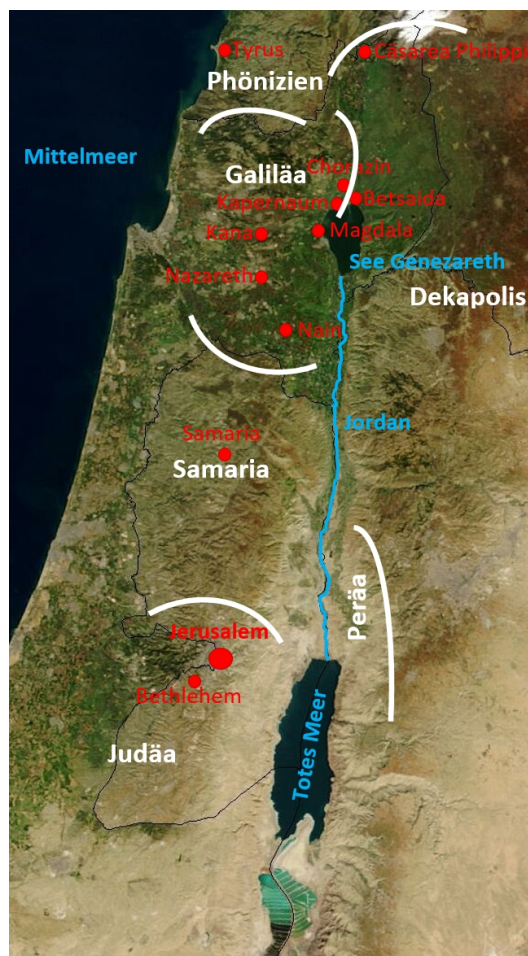 Tyrus
Cäsarea Philippi
Phönizien
Mittelmeer
Galiläa
Chorazin
Kapernaum
Betsaida
Kana
Magdala
See Genezareth
Nazareth
Dekapolis
Nain
Jordan
Samaria
Samaria
Peräa
Jerusalem
Bethlehem
Judäa
Totes Meer